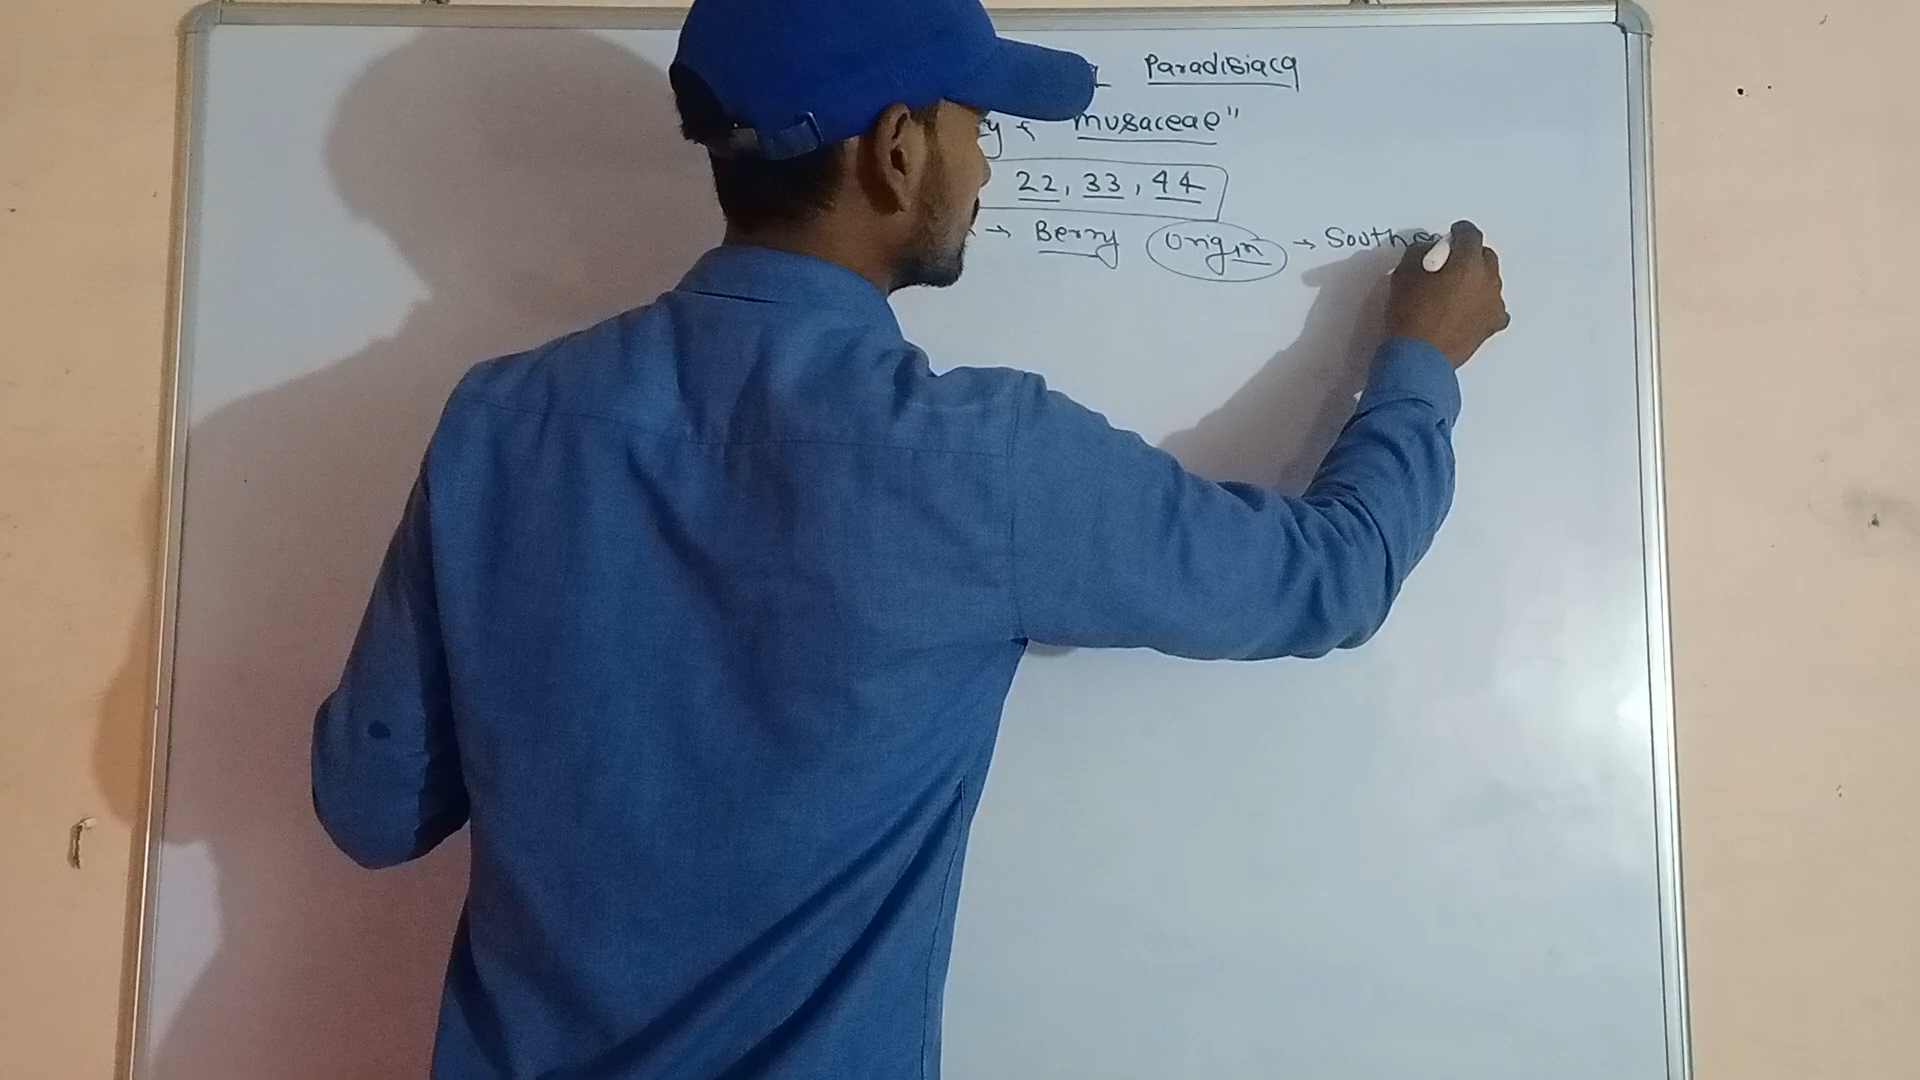 Paradisiaca
"musaceae"
22, 33, 44
→ Berry Origin → South